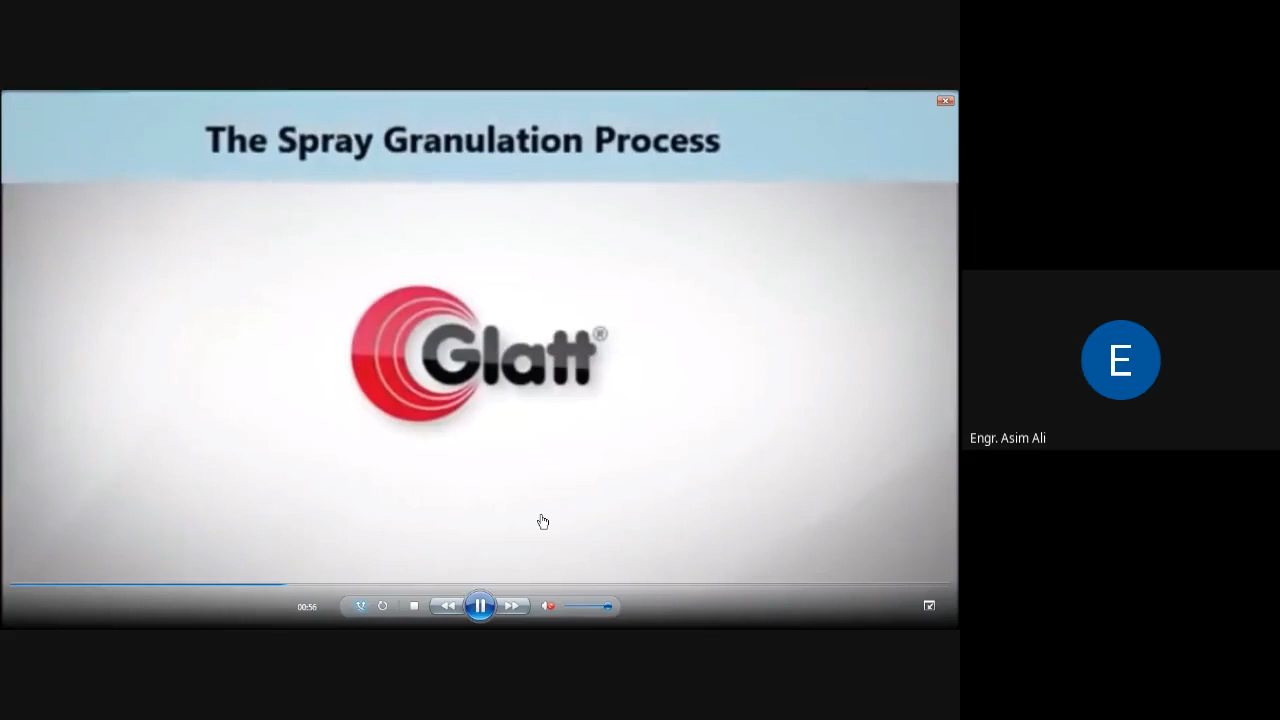 The Spray Granulation Process
Glatt®
00:56
E
Engr. Asim Ali